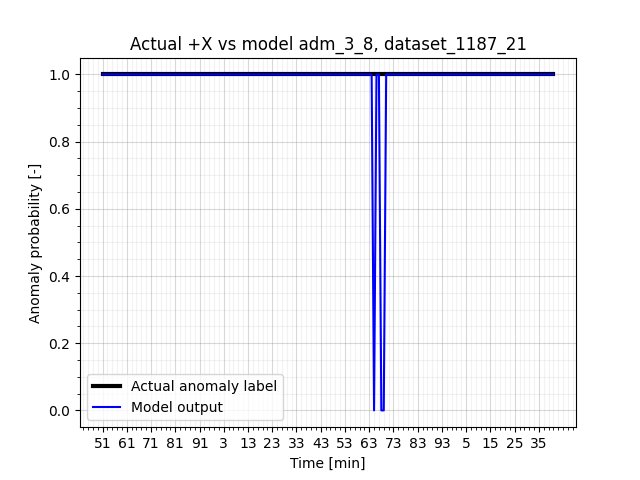 Actual +X vs model adm_3_8, dataset_1187_21
Anomaly probability [-]
1.0
0.8
0.6
0.4
0.2
0.0
Actual anomaly label
Model output
51 61 71 81 91 3 13 23 33 43 53 63 73 83 93 5 15 25 35
Time [min]